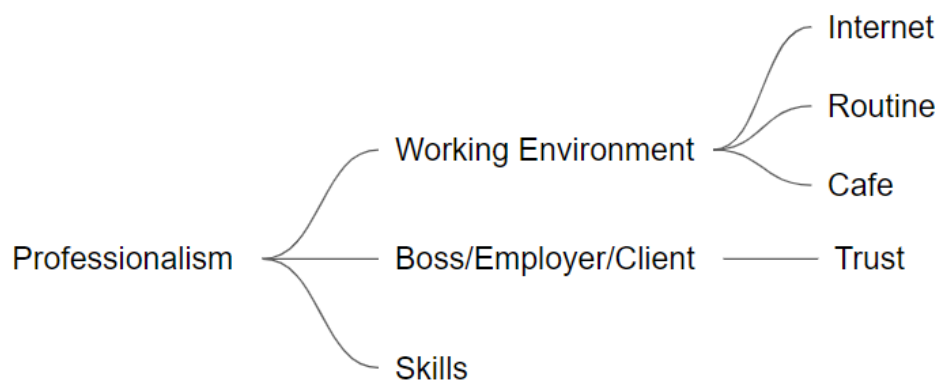 Professionalism
Working Environment
Internet
Routine
Cafe
Boss/Employer/Client
Trust
Skills